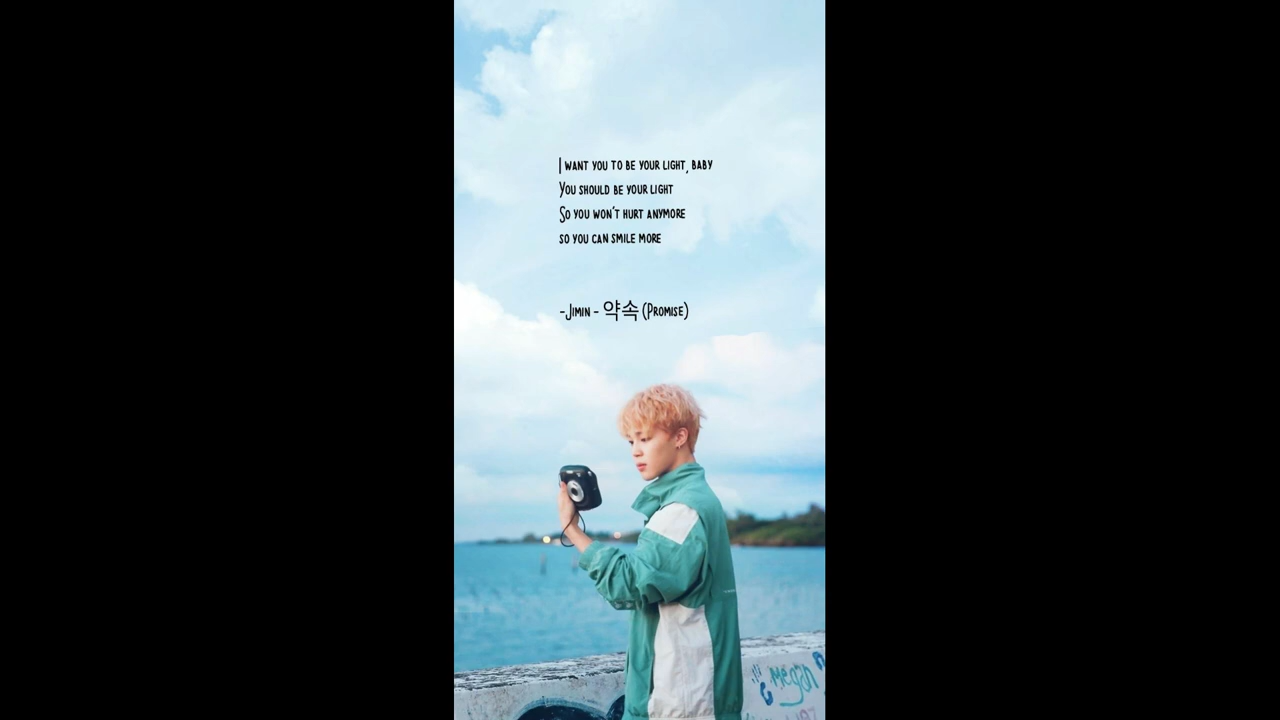 I want you to be your light, baby
You should be your light
So you won't hurt anymore
so you can smile more
-Jimin - 약속 (Promise)
Megan